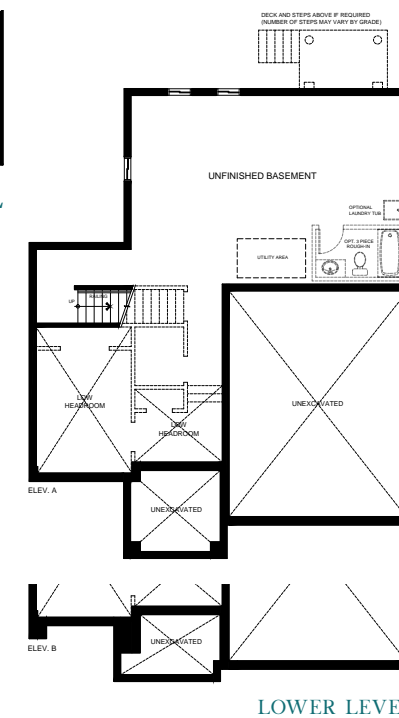 DECK AND STEPS ABOVE IF REQUIRED
(NUMBER OF STEPS MAY VARY BY GRADE)
UNFINISHED BASEMENT
OPTIONAL
LAUNDRY TUB
OPT. 3 PIECE
ROUGH-IN
UTILITY AREA
RAILING
UP
LOW
HEADROOM
LOW
HEADROOM
UNEXCAVATED
UNEXCAVATED
ELEV. A
UNEXCAVATED
ELEV. B
LOWER LEVE